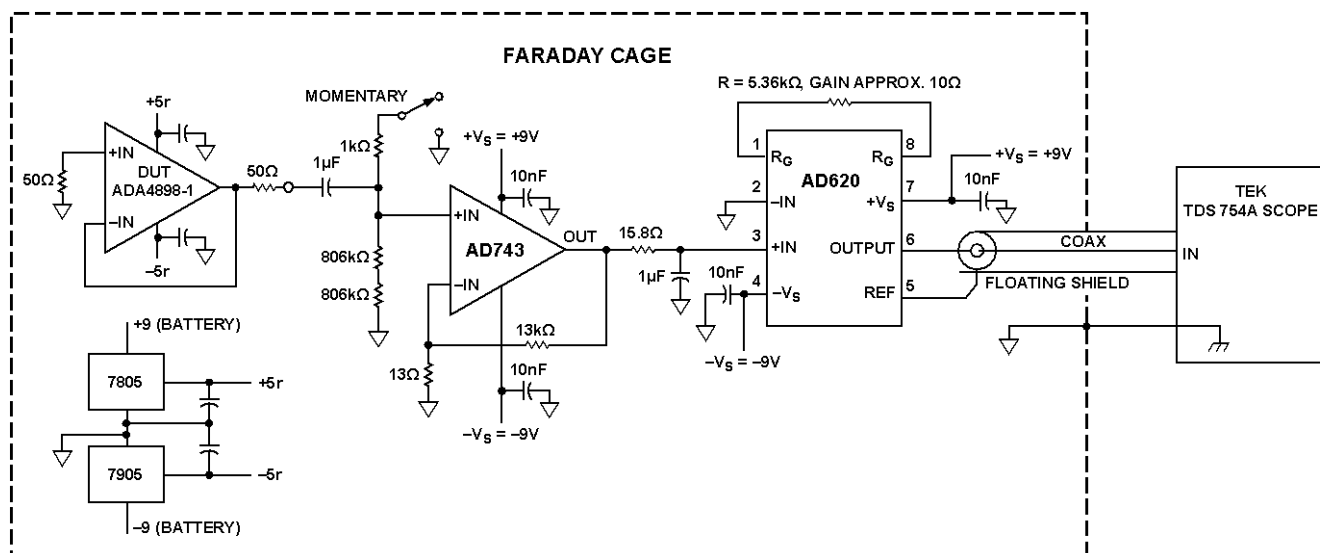 FARADAY CAGE
R = 5.36kΩ, GAIN APPROX. 10Ω
MOMENTARY
+5r
+IN
DUT
ADA4898-1
–IN
–5r
50Ω
50Ω
1µF
1kΩ
806kΩ
806kΩ
+VS = +9V
10nF
+IN
AD743
–IN
OUT
13kΩ
13Ω
10nF
–VS = –9V
15.8Ω
1µF
1
RG
8
RG
AD620
2
–IN
7
+VS
3
+IN
OUTPUT
6
4
–VS
REF
5
10nF
–VS = –9V
+VS = +9V
10nF
COAX
FLOATING SHIELD
TEK
TDS 754A SCOPE
IN
+9 (BATTERY)
7805
+5r
7905
–5r
–9 (BATTERY)